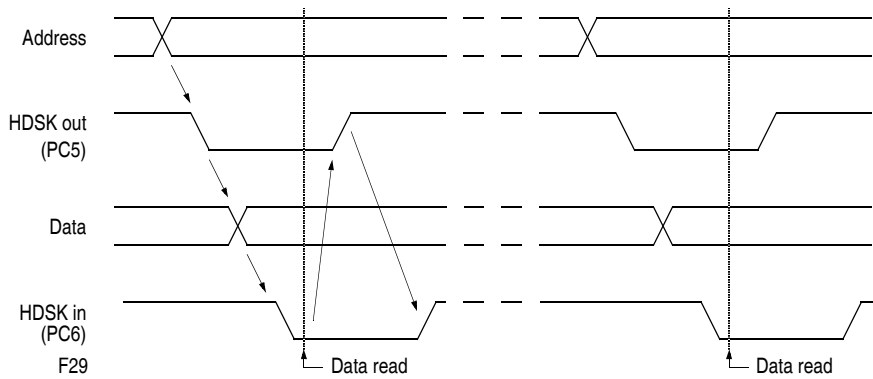 Address
HDSK out
(PC5)
Data
HDSK in
(PC6)
F29
Data read
Data read